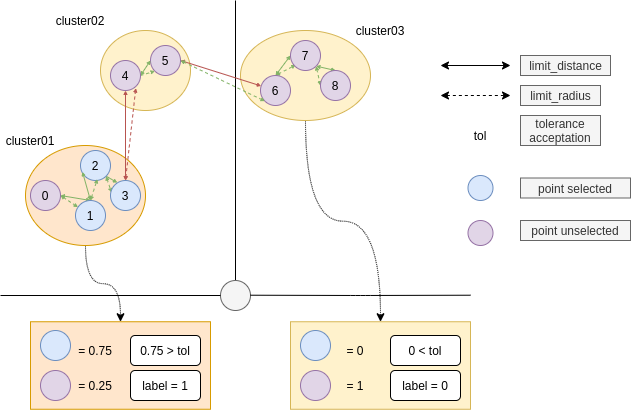 cluster02
cluster03
5
7
4
6
8
limit_distance
limit_radius
tol
tolerance
acceptation
cluster01
2
0
3
1
point selected
point unselected
= 0.75
0.75 > tol
= 0.25
label = 1
= 0
0 < tol
= 1
label = 0